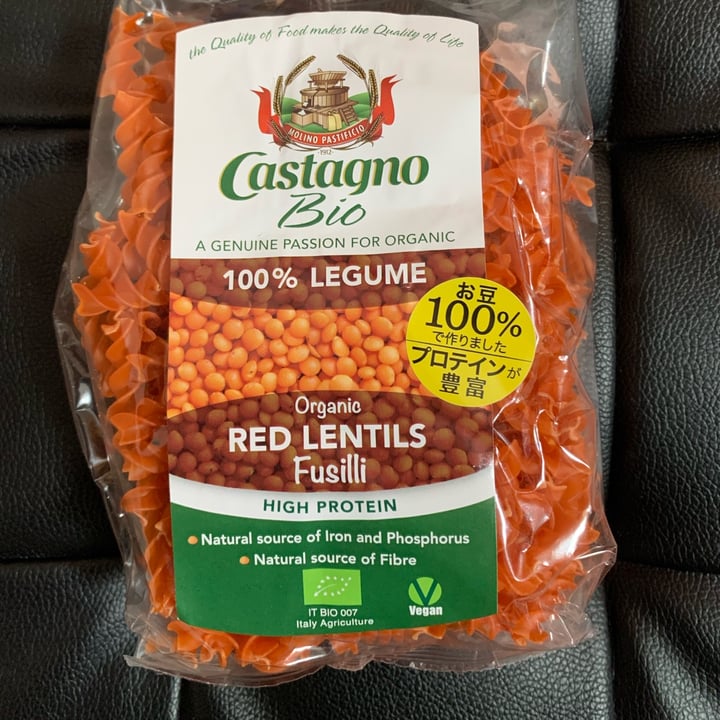 the Quality of Food makes the Quality of Life
MOLINO PASTIFICIO
-1912-
Castagno
Bio
A GENUINE PASSION FOR ORGANIC
100% LEGUME
お豆
100%
で作りました
プロテインが
豊富
Organic
RED LENTILS
Fusilli
HIGH PROTEIN
Natural source of Iron and Phosphorus
Natural source of Fibre
IT BIO 007
Italy Agriculture
V
Vegan